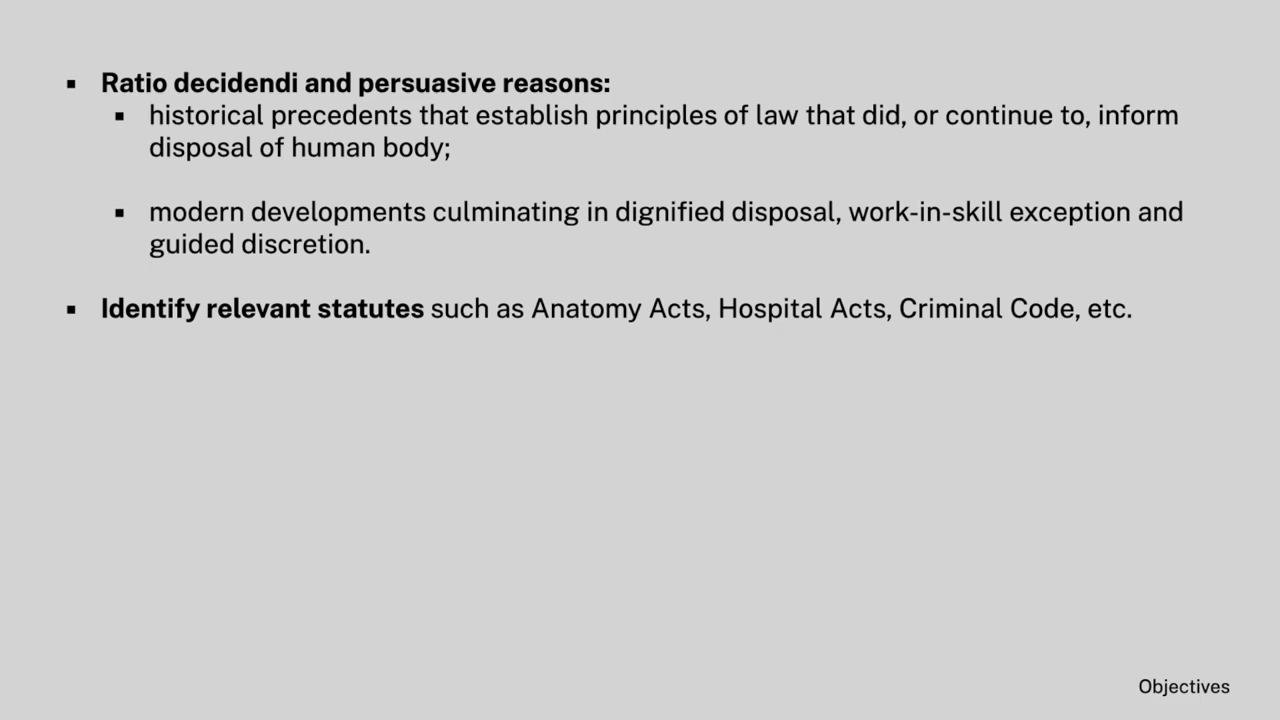 ▪ Ratio decidendi and persuasive reasons:
▪ historical precedents that establish principles of law that did, or continue to, inform
disposal of human body;
▪ modern developments culminating in dignified disposal, work-in-skill exception and
guided discretion.
▪ Identify relevant statutes such as Anatomy Acts, Hospital Acts, Criminal Code, etc.
Objectives